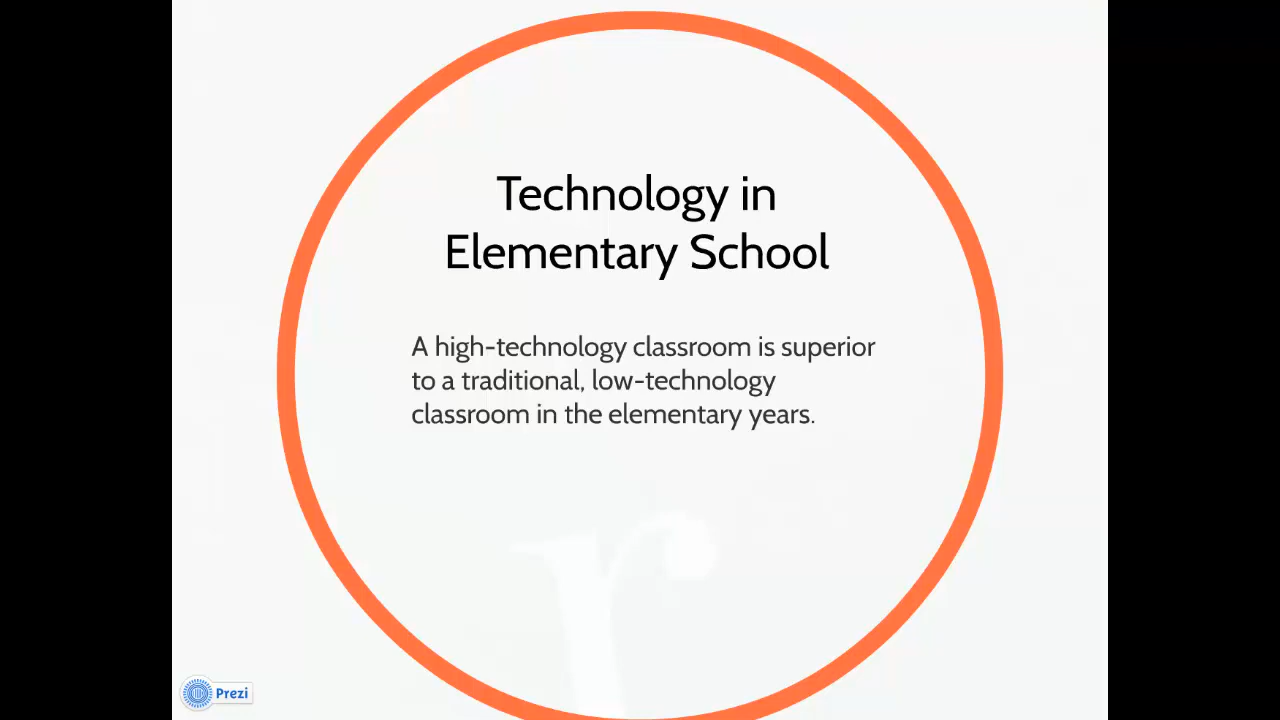 Technology in
Elementary School
A high-technology classroom is superior
to a traditional, low-technology
classroom in the elementary years.
Prezi